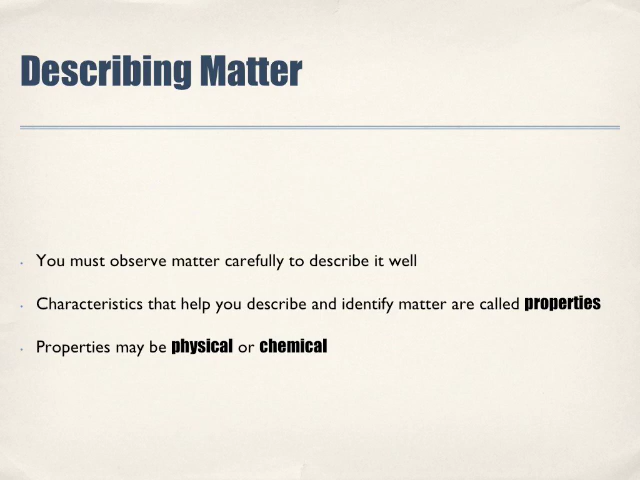 Describing Matter
You must observe matter carefully to describe it well
Characteristics that help you describe and identify matter are called properties
Properties may be physical or chemical